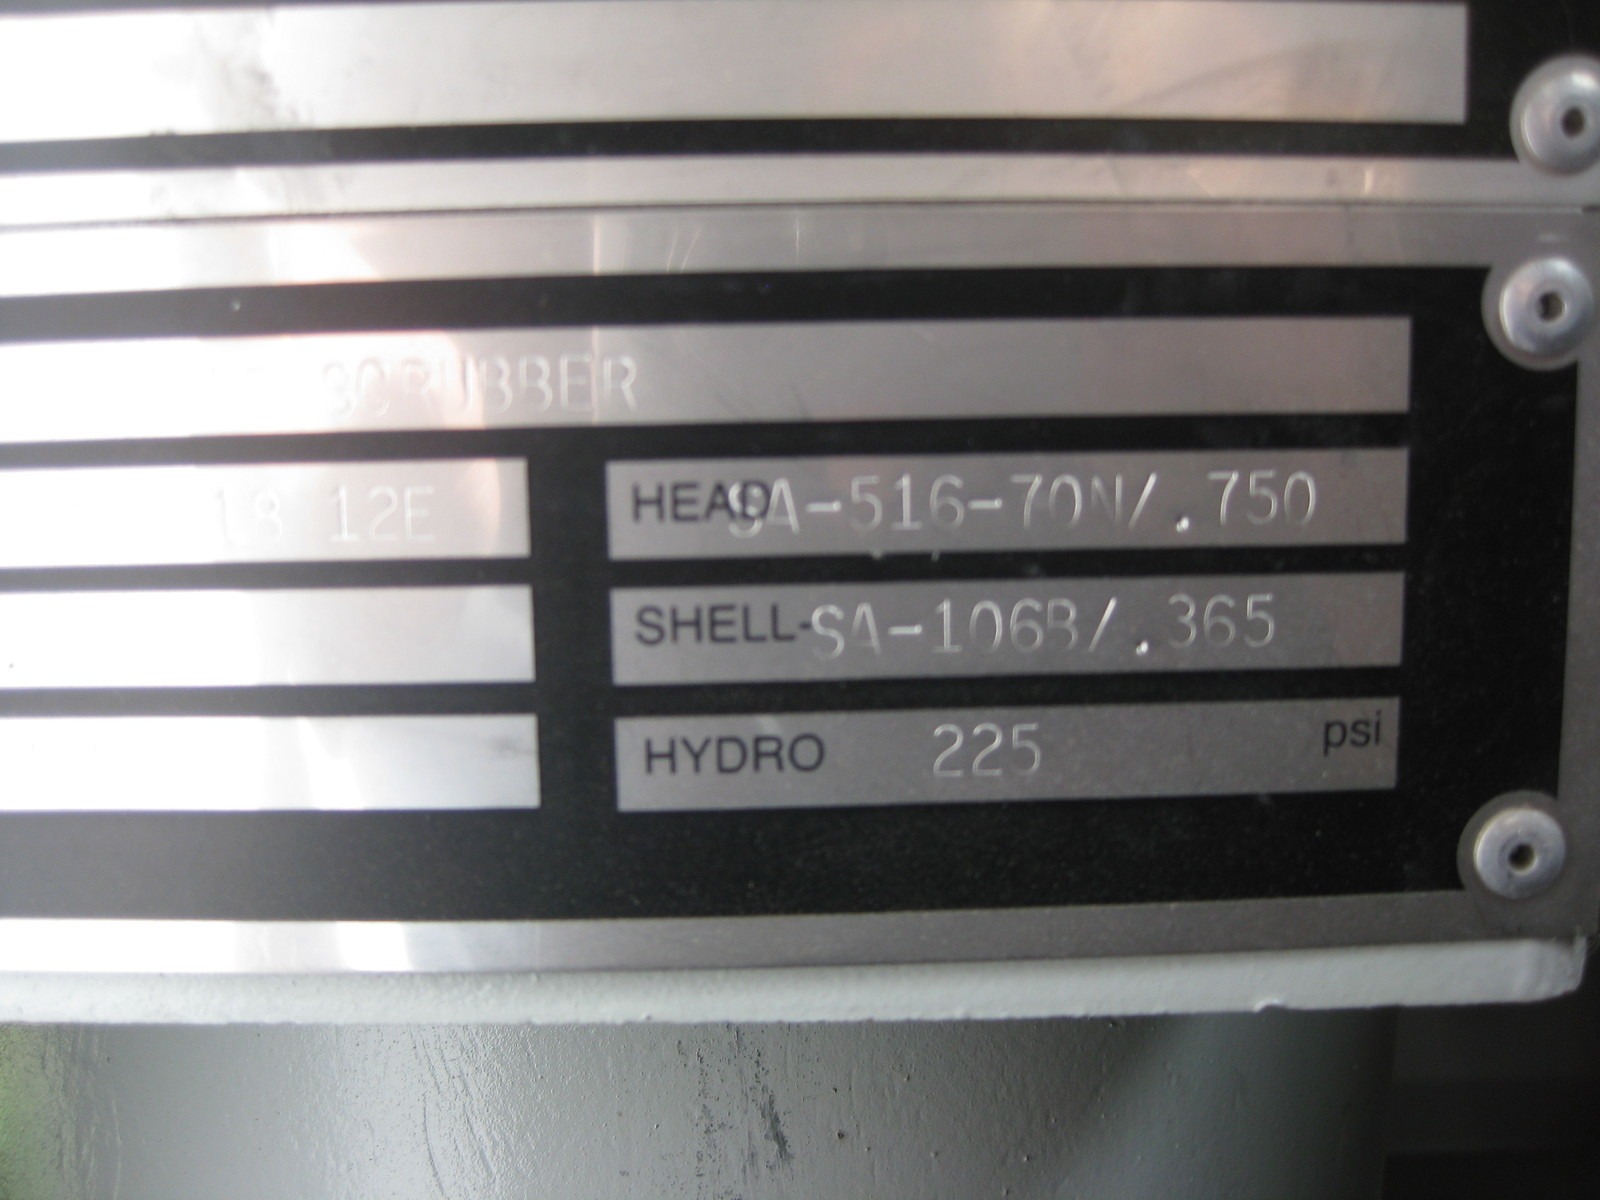 SCRUBBER
18 12E
HEAD SA-516-70N/.750
SHELL- SA-106B/.365
HYDRO 225 psi